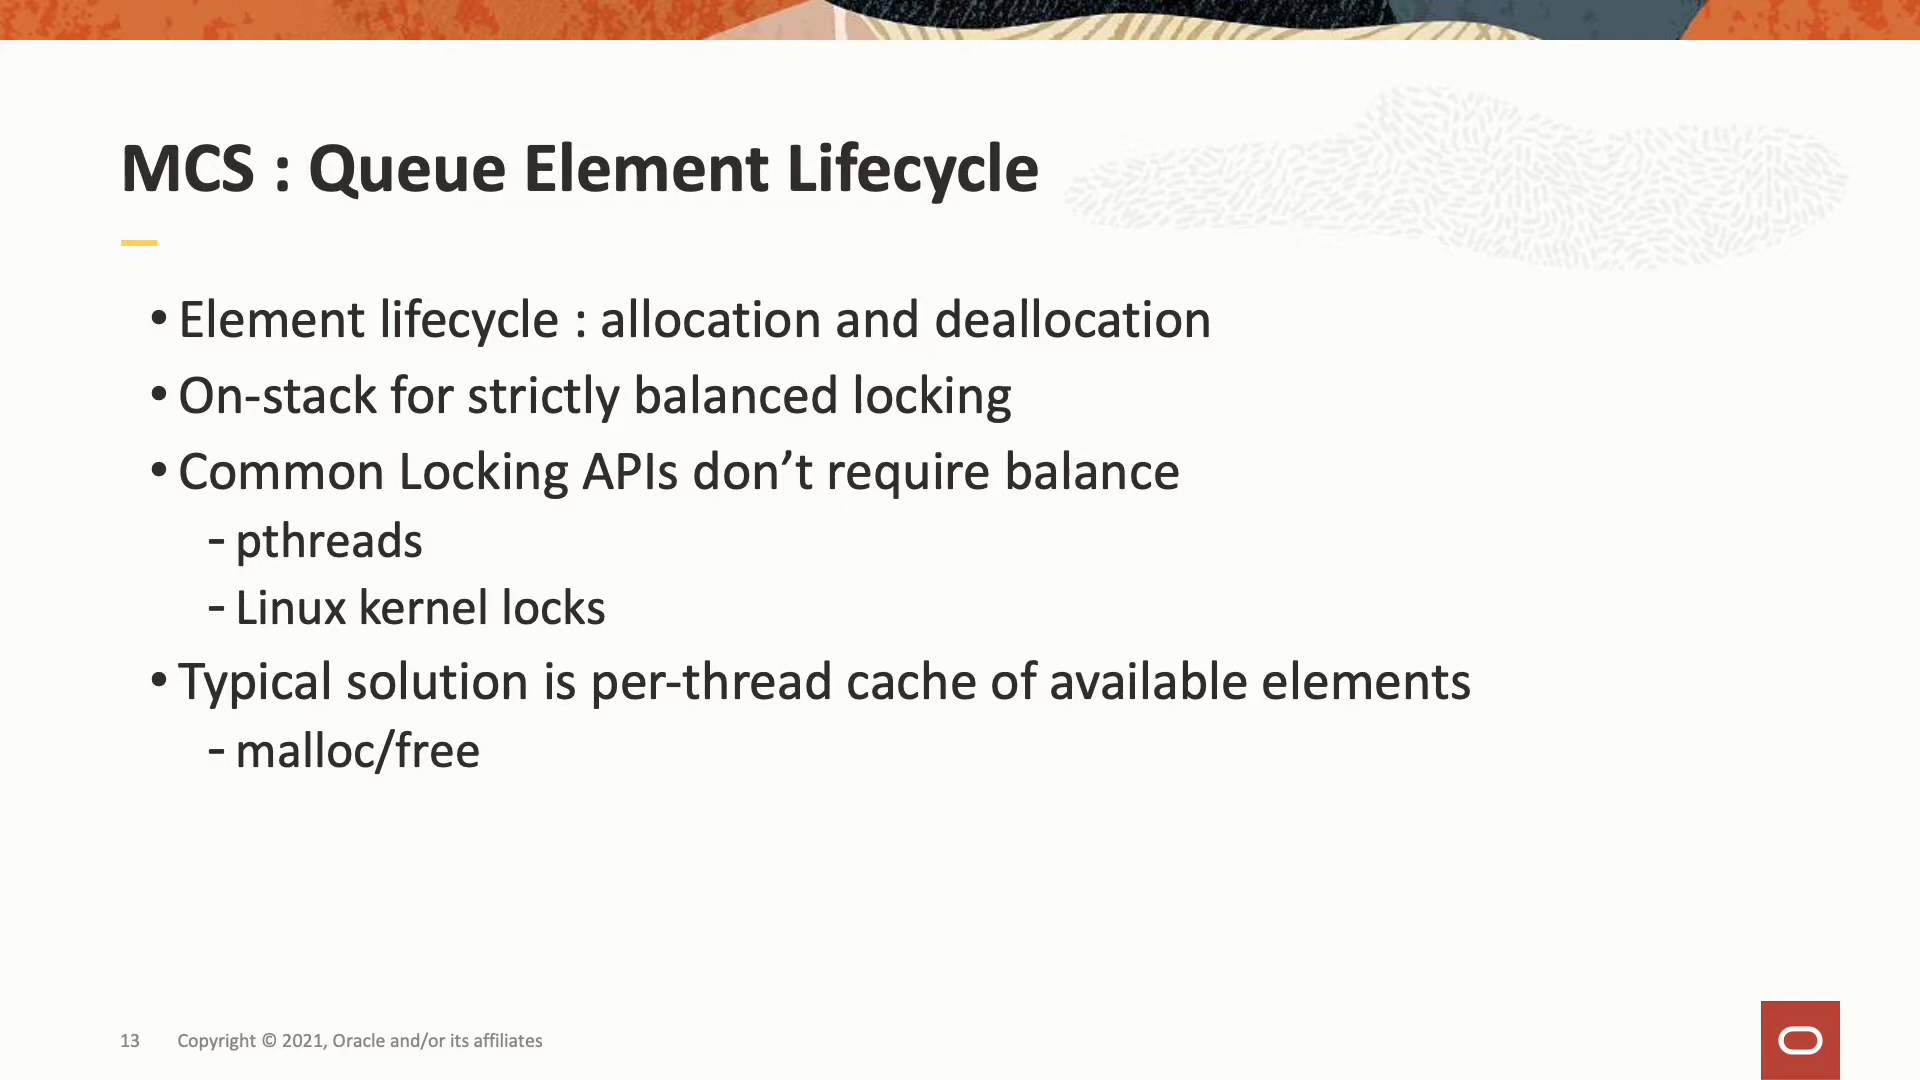 MCS : Queue Element Lifecycle
• Element lifecycle : allocation and deallocation
• On-stack for strictly balanced locking
• Common Locking APIs don’t require balance
- pthreads
- Linux kernel locks
• Typical solution is per-thread cache of available elements
- malloc/free
13 Copyright © 2021, Oracle and/or its affiliates